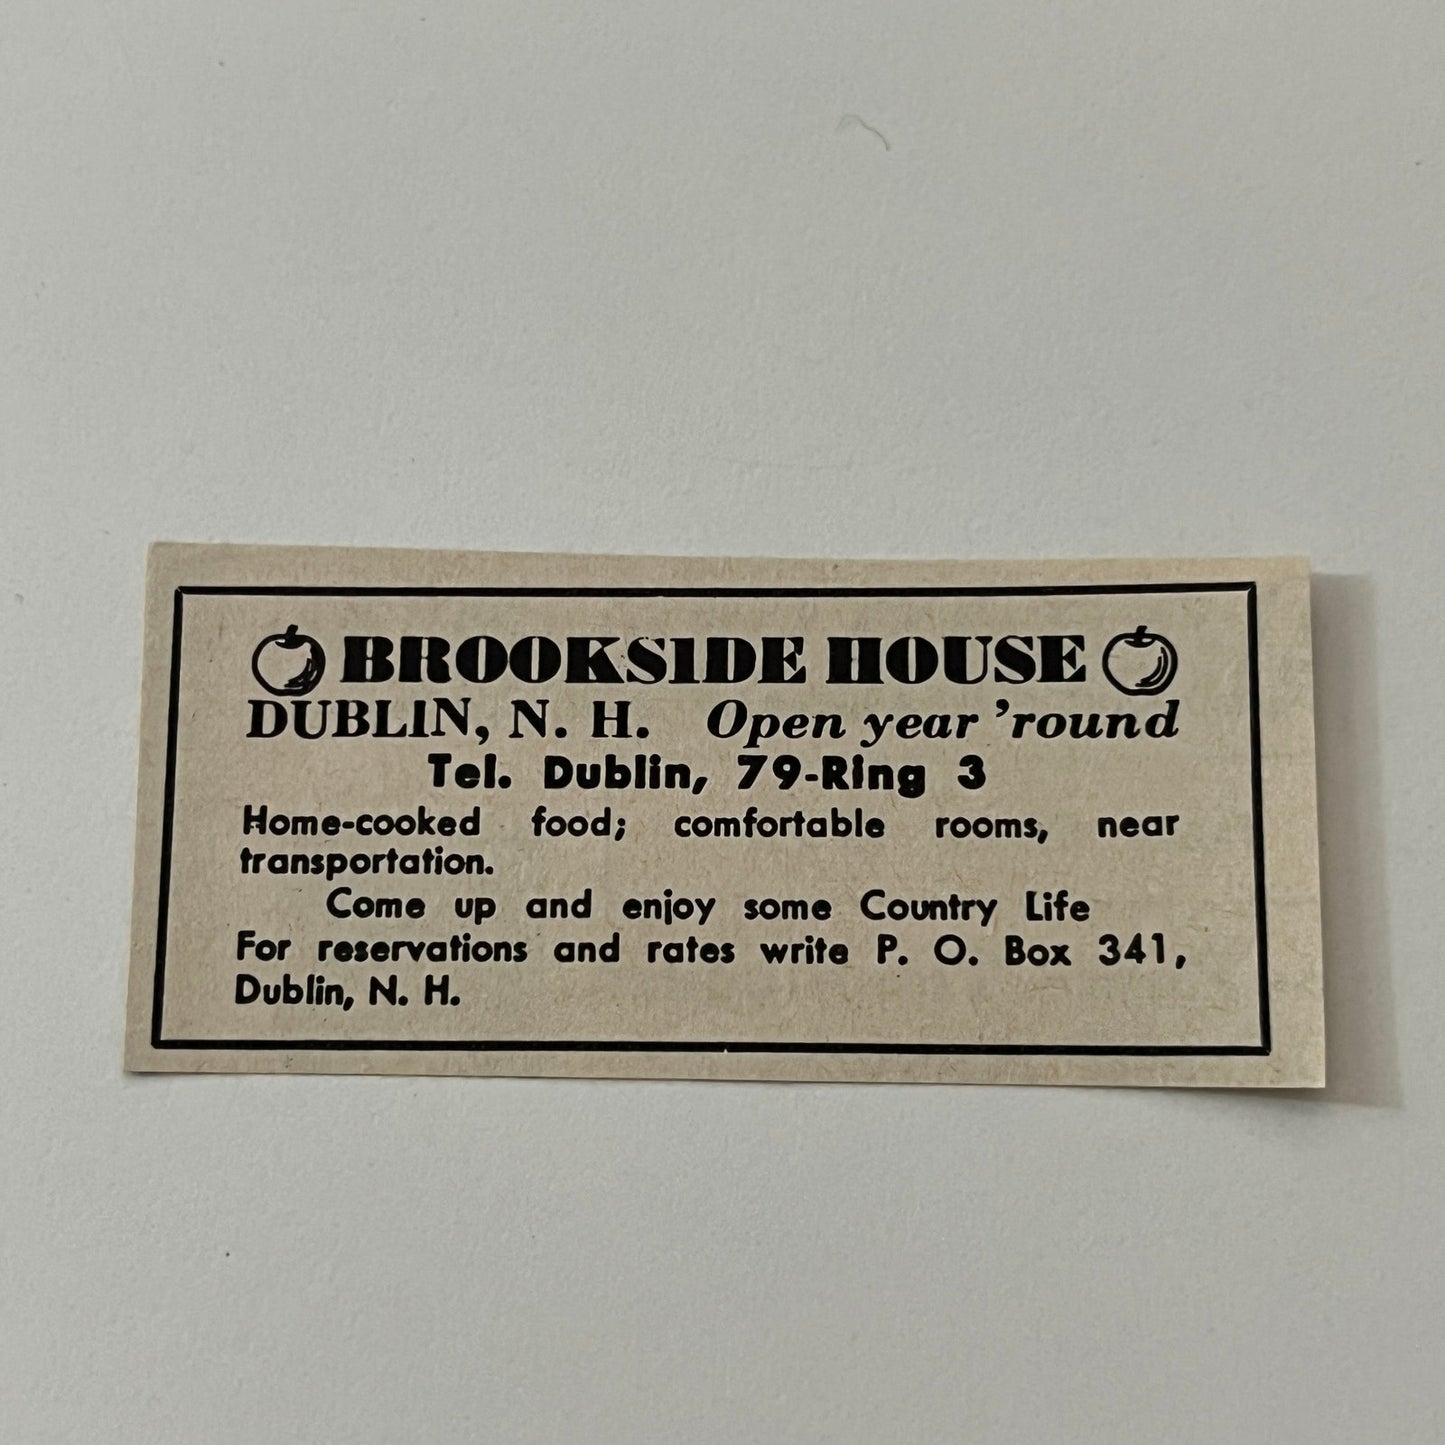 BROOKSIDE HOUSE
DUBLIN, N. H. Open year 'round
Tel. Dublin, 79-Ring 3
Home-cooked food; comfortable rooms, near
transportation.
Come up and enjoy some Country Life
For reservations and rates write P. O. Box 341,
Dublin, N. H.